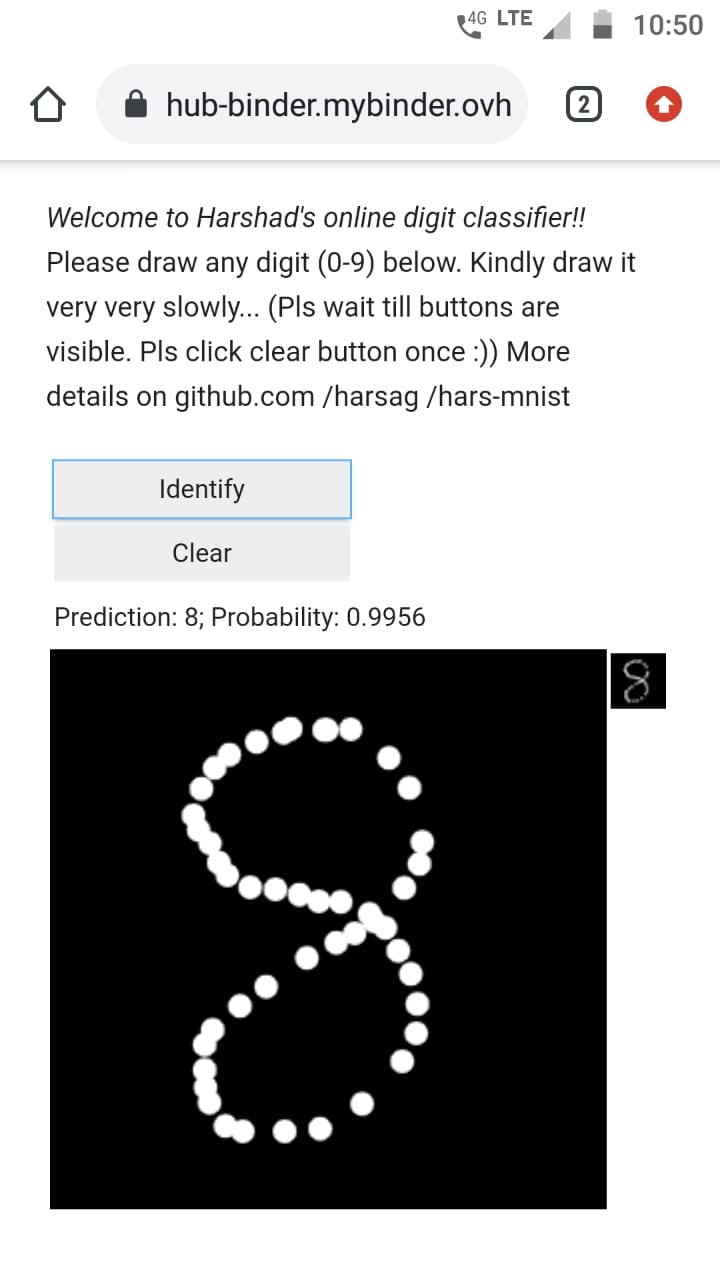 4G LTE 10:50
hub-binder.mybinder.ovh 2
Welcome to Harshad's online digit classifier!!
Please draw any digit (0-9) below. Kindly draw it
very very slowly... (Pls wait till buttons are
visible. Pls click clear button once :)) More
details on github.com /harsag /hars-mnist
Identify
Clear
Prediction: 8; Probability: 0.9956
8
8